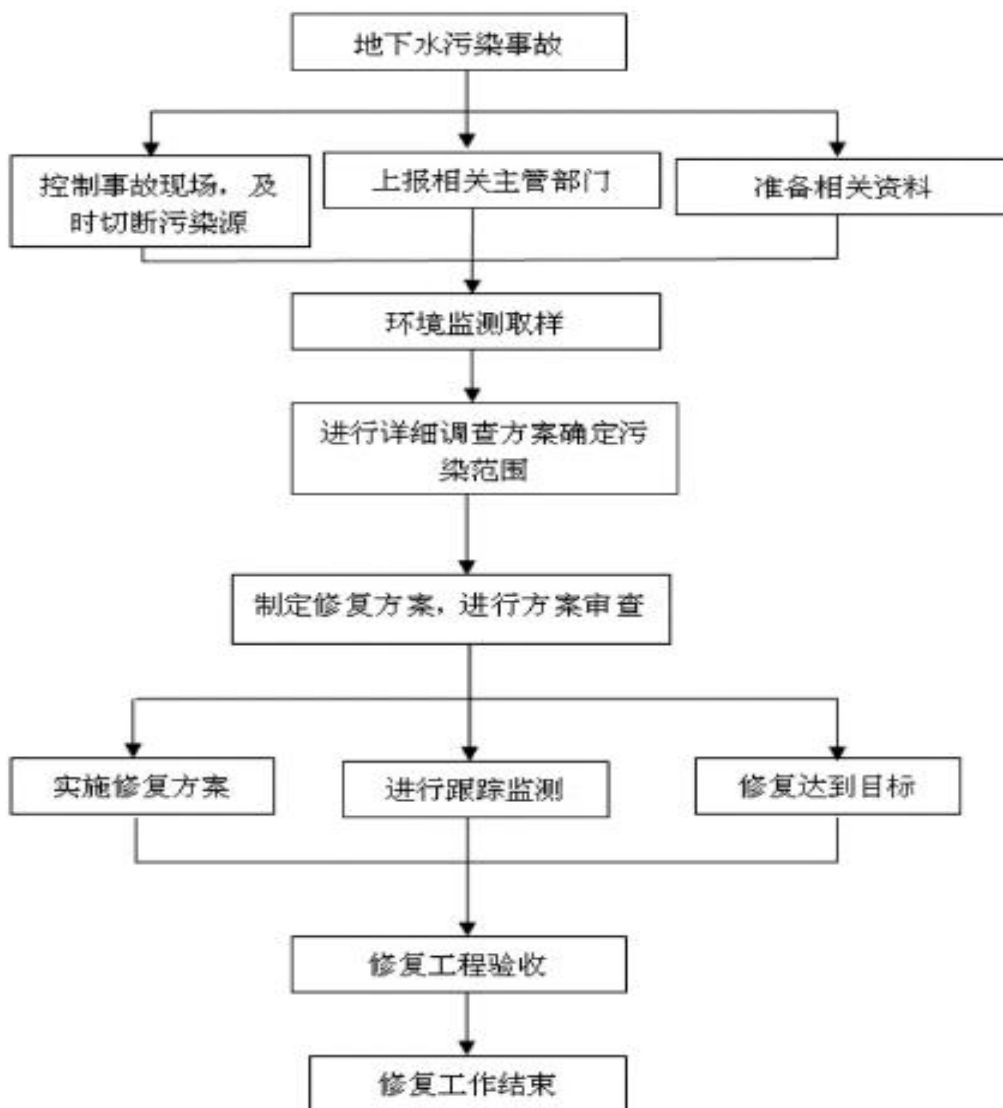 地下水污染事故
控制事故现场，及
时切断污染源
上报相关主管部门
准备相关资料
环境监测取样
进行详细调查方案确定污
染范围
制定修复方案，进行方案审查
实施修复方案
进行跟踪监测
修复达到目标
修复工程验收
修复工作结束